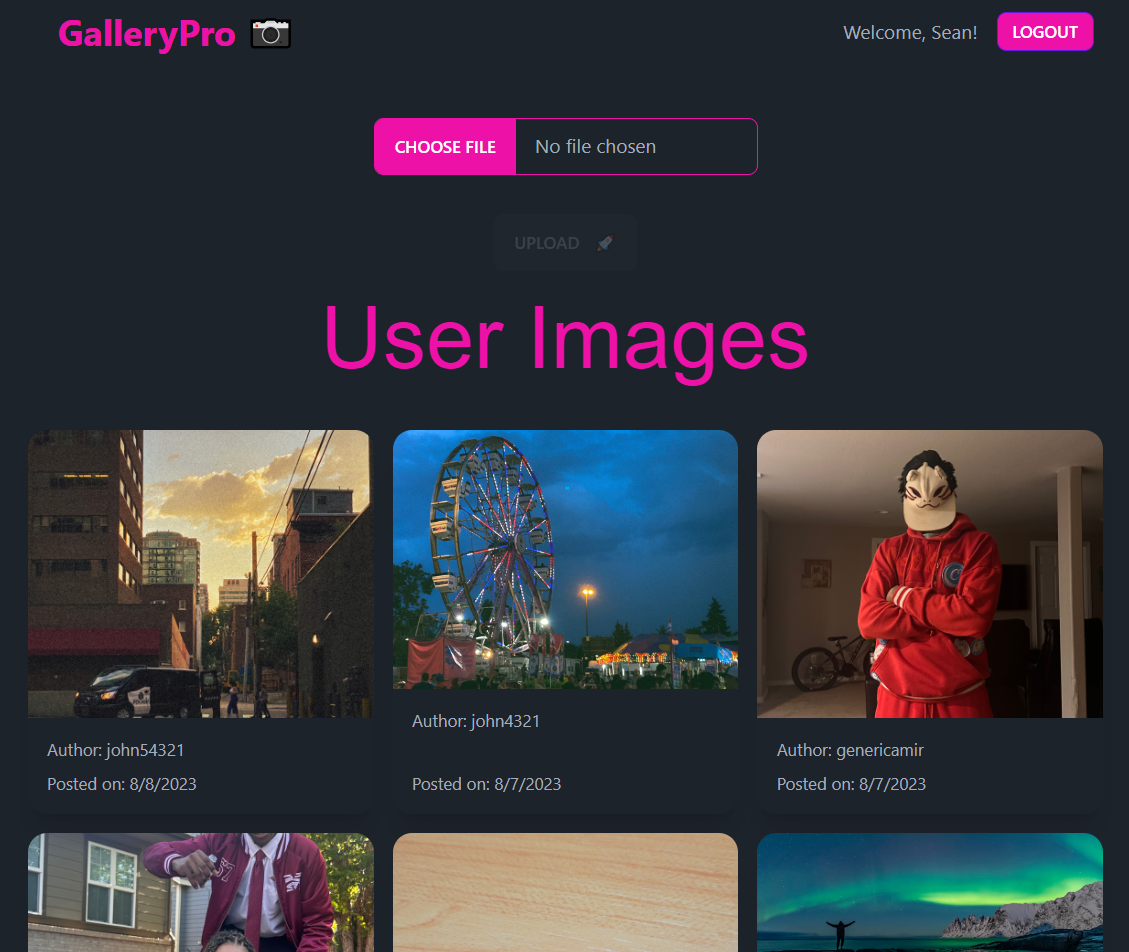 GalleryPro
Welcome, Sean!
LOGOUT
CHOOSE FILE
No file chosen
UPLOAD 🚀
User Images
Author: john54321
Posted on: 8/8/2023
Author: john4321
Posted on: 8/7/2023
Author: genericamir
Posted on: 8/7/2023